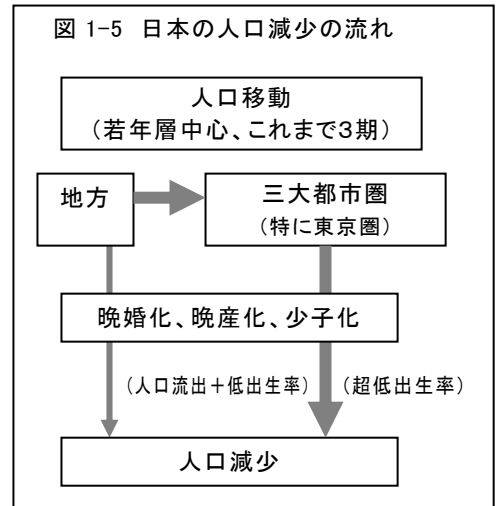 図 1-5 日本の人口減少の流れ
人口移動
（若年層中心、これまで３期）
地方
三大都市圏
（特に東京圏）
晩婚化、晩産化、少子化
（人口流出＋低出生率）
（超低出生率）
人口減少